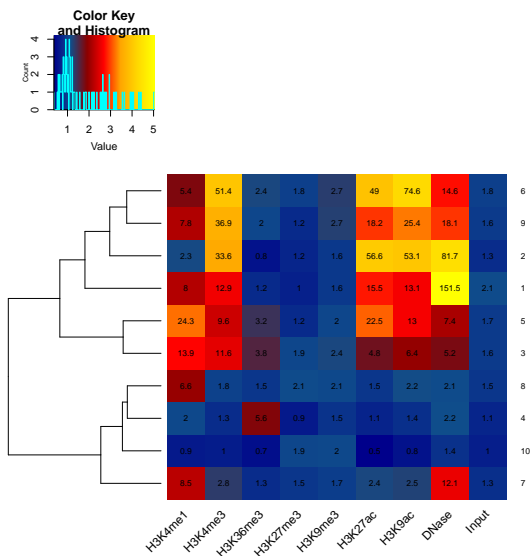 Color Key
and Histogram
Count
0 1 2 3 4
1 2 3 4 5
Value
5.4 51.4 2.4 1.8 2.7 49 74.6 14.6 1.8 6
7.8 36.9 2 1.2 2.7 18.2 25.4 18.1 1.6 9
2.3 33.6 0.8 1.2 1.6 56.6 53.1 81.7 1.3 2
8 12.9 1.2 1 1.6 15.5 13.1 151.5 2.1 1
24.3 9.6 3.2 1.2 2 22.5 13 7.4 1.7 5
13.9 11.6 3.8 1.9 2.4 4.8 8.4 5.2 1.6 3
6.8 1.8 1.5 2.1 2.1 1.5 2.2 2.1 1.5 8
2 1.3 5.8 0.9 1.5 1.1 1.4 2.2 1.1 4
0.9 1 0.7 1.9 2 0.8 1.4 1 10
8.5 2.8 1.3 1.5 1.7 2.4 2.5 12.1 1.3 7
H3K4me1 H3K4me3 H3K36me3 H3K27me3 H3K9me3 H3K27ac H3K9ac DNase Input